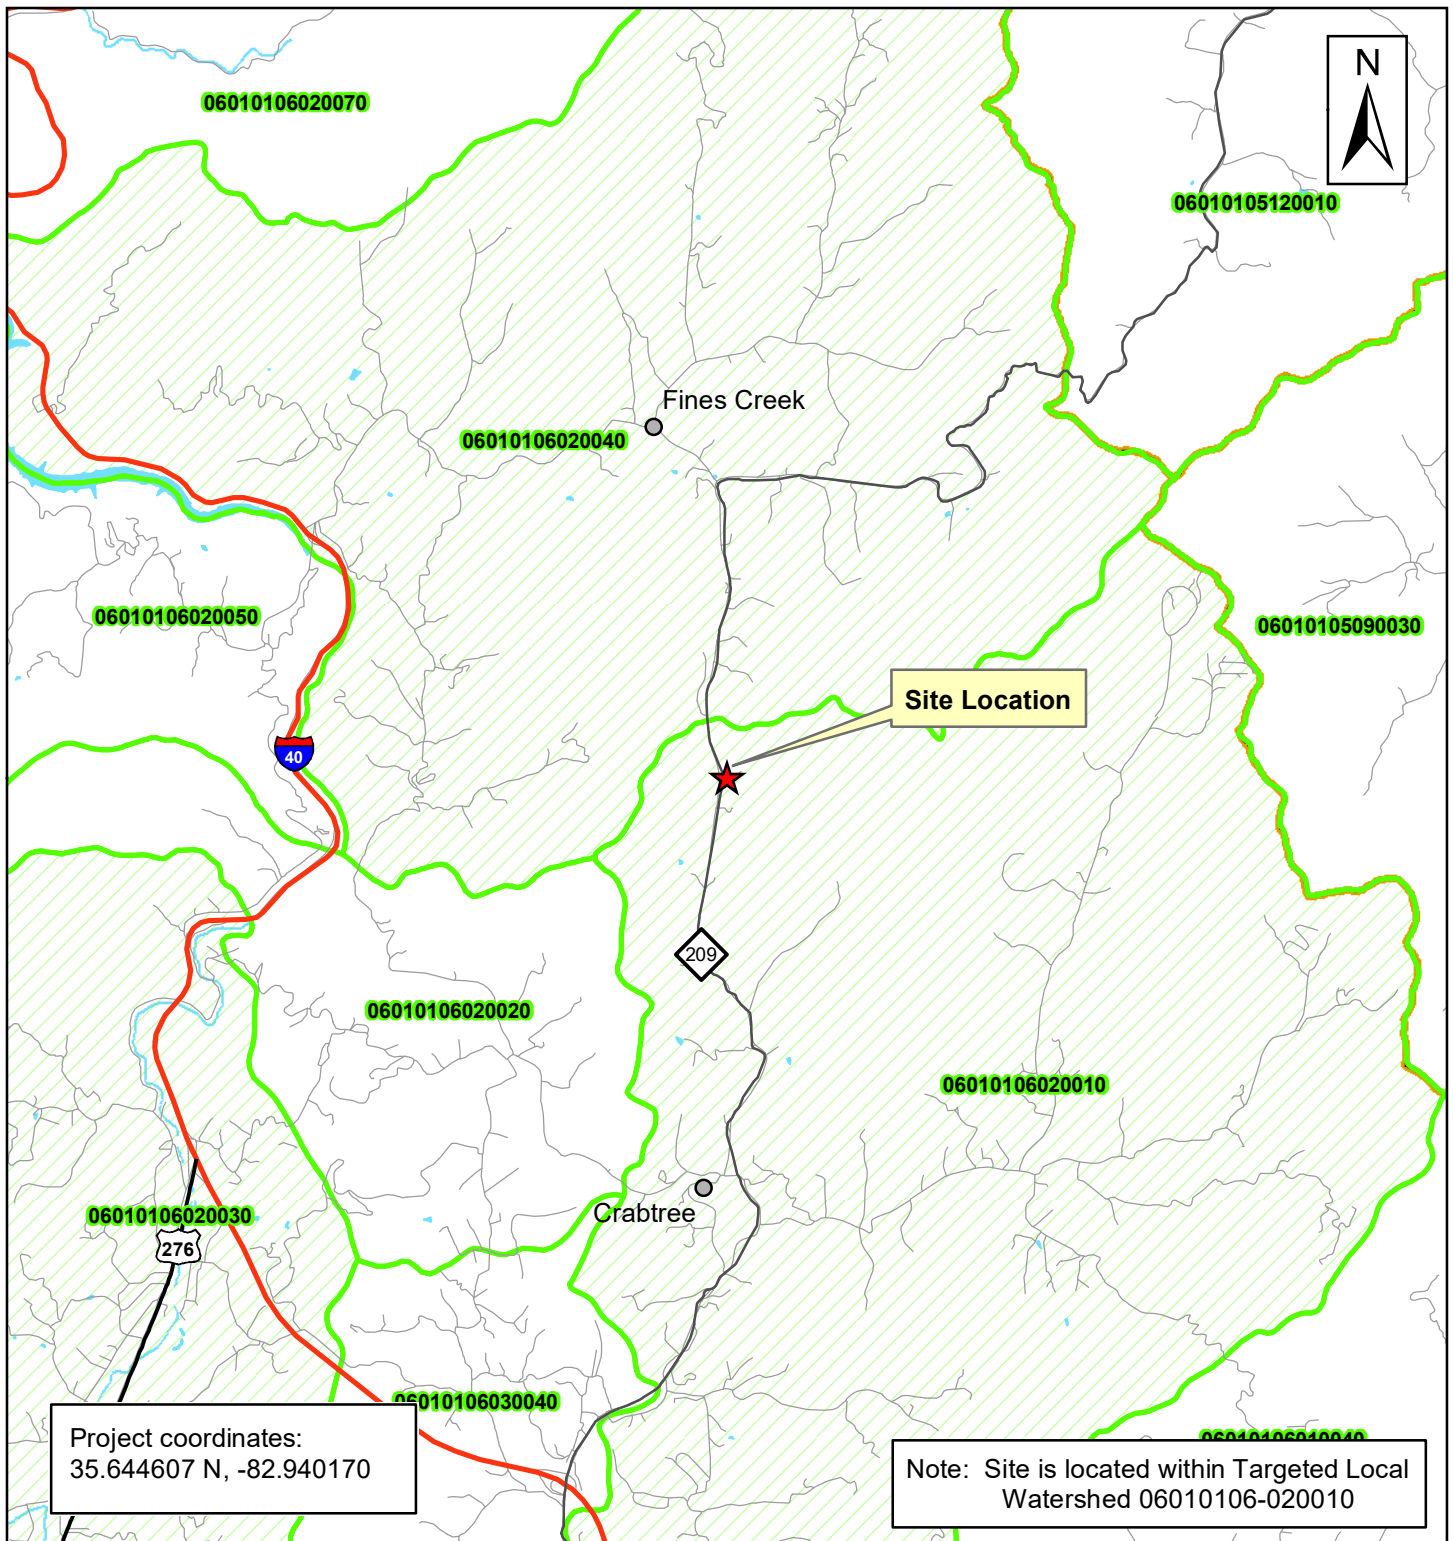 N
06010106020070
06010105120010
Fines Creek
06010106020040
06010106020050
06010105090030
Site Location
40
209
06010106020020
06010106020010
Crabtree
06010106020030
276
06010106030040
06010106010040
Project coordinates:
35.644607 N, -82.940170
Note: Site is located within Targeted Local
Watershed 06010106-020010